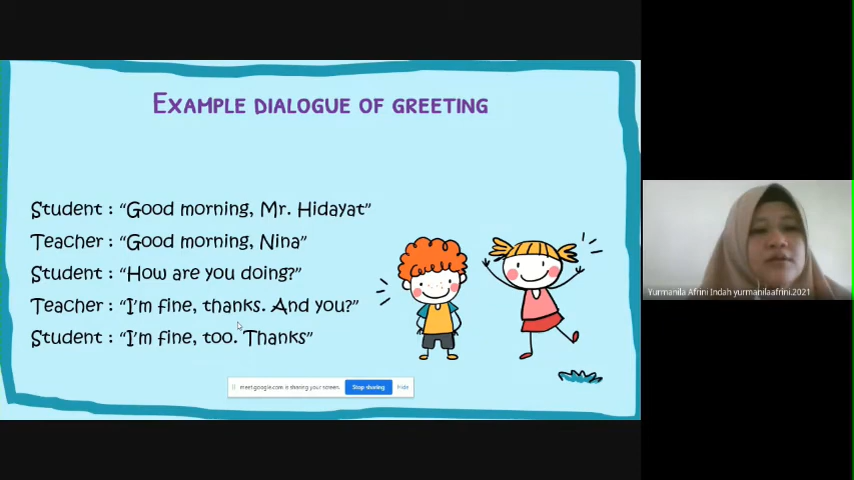 EXAMPLE DIALOGUE OF GREETING
Student : “Good morning, Mr. Hidayat”
Teacher : “Good morning, Nina”
Student : “How are you doing?”
Teacher : “I'm fine, thanks. And you?”
Student : “I'm fine, too. Thanks”
meet.google.com is sharing your screen.
Stop sharing
Hide
Yurmanila Afrini Indah yurmanilaafrini.2021